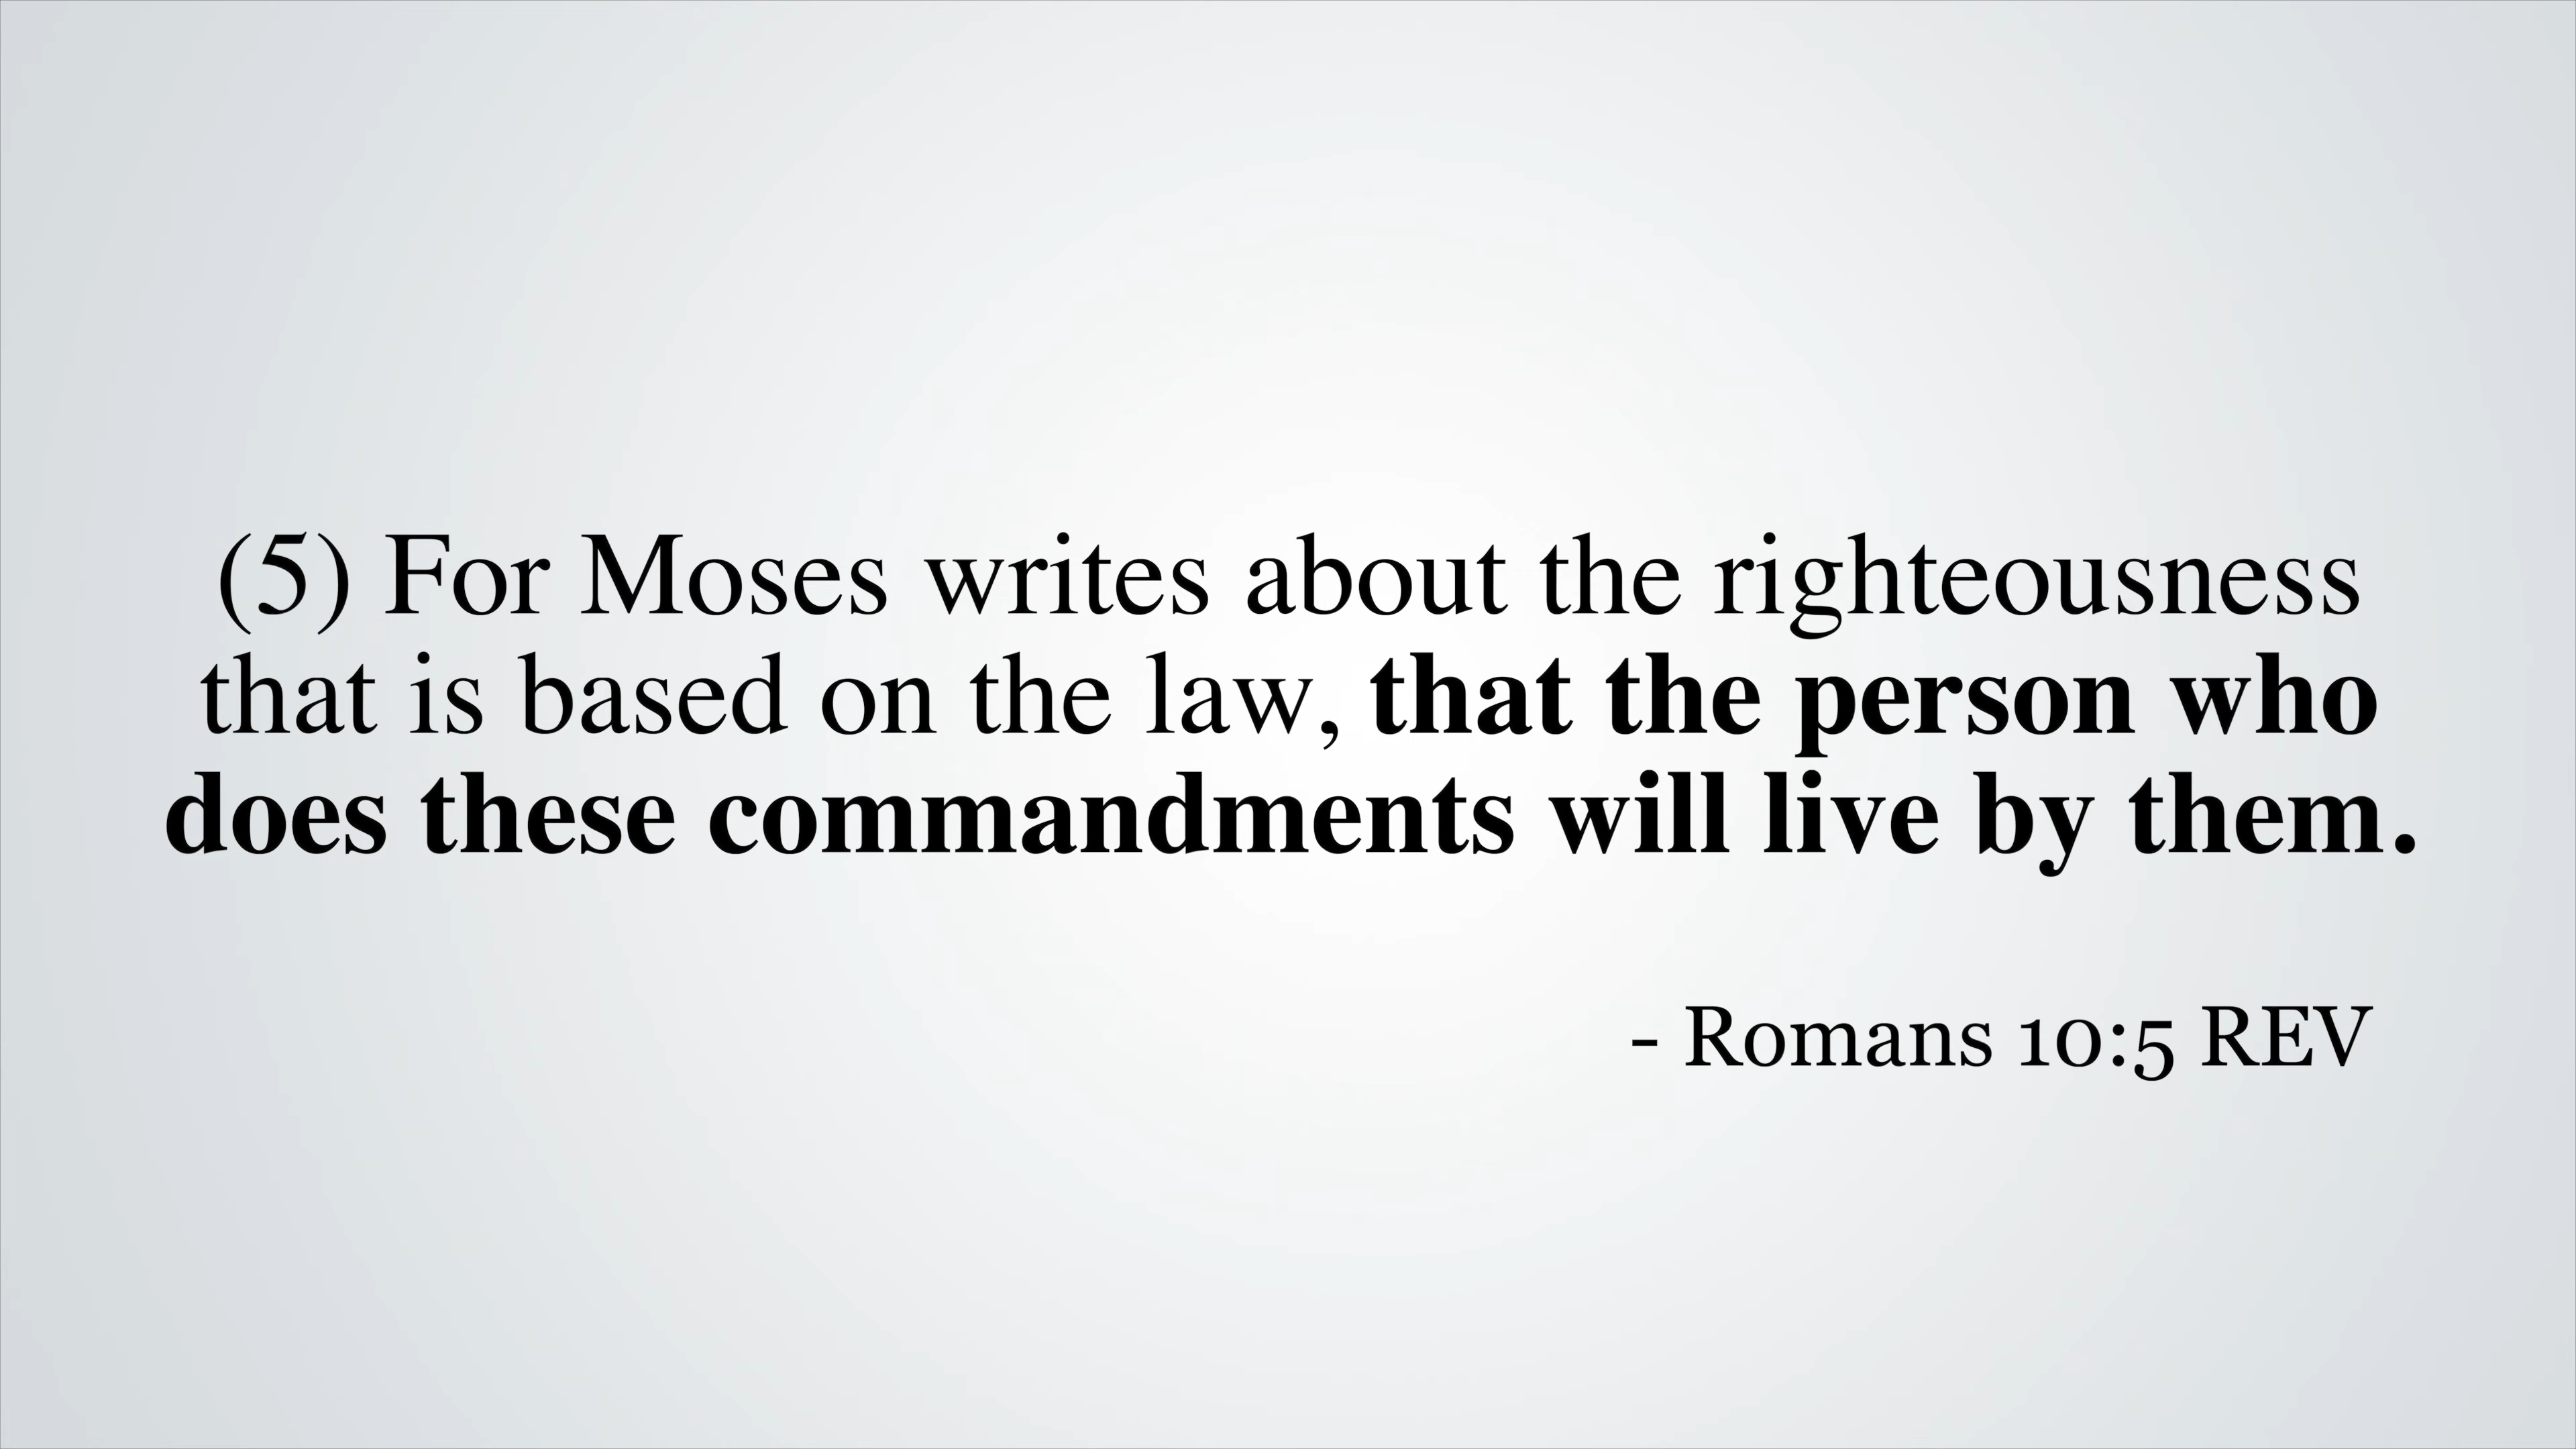 (5) For Moses writes about the righteousness
that is based on the law, that the person who
does these commandments will live by them.
- Romans 10:5 REV